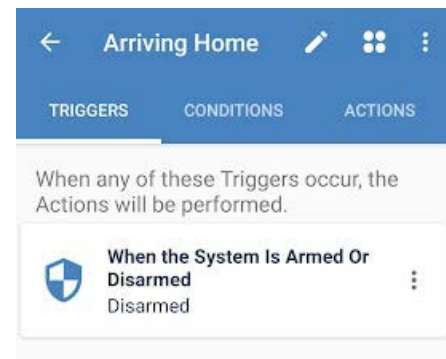 Arriving Home
TRIGGERS CONDITIONS ACTIONS
When any of these Triggers occur, the
Actions will be performed.
When the System Is Armed Or
Disarmed
Disarmed